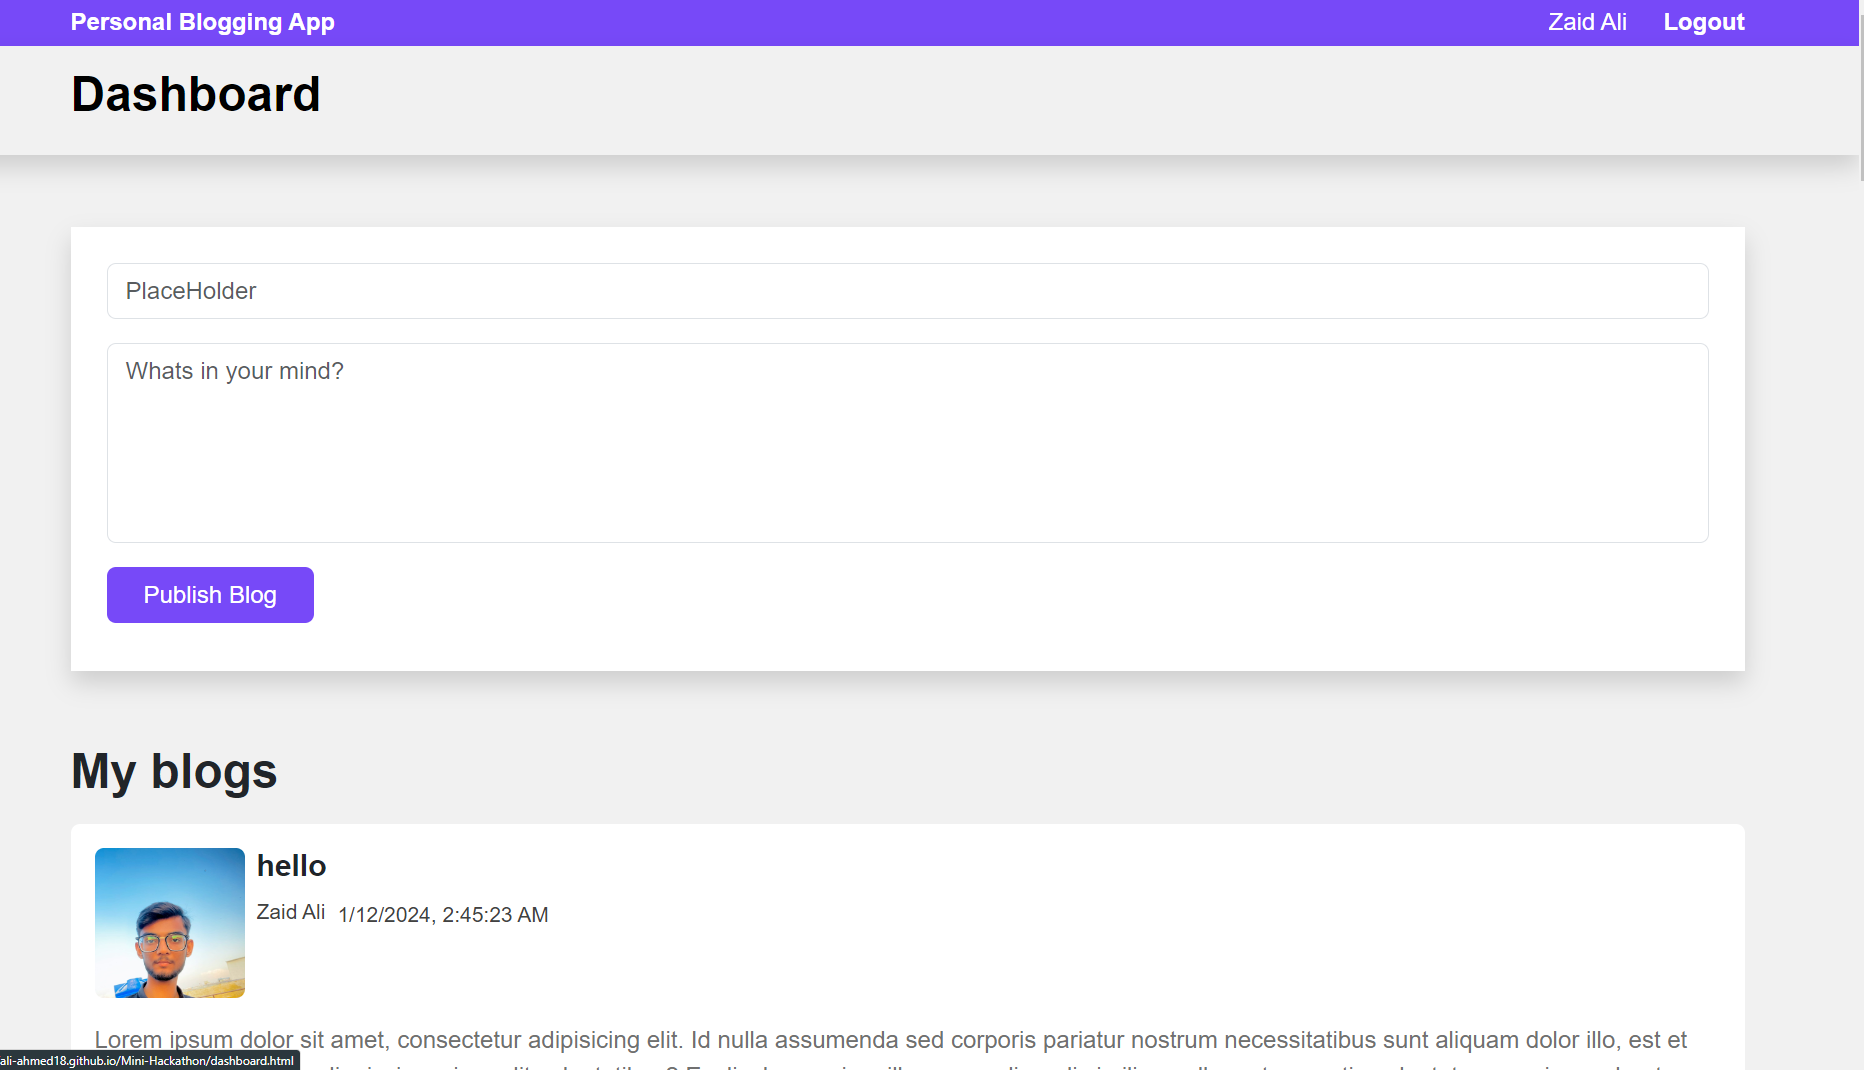 Personal Blogging App Zaid Ali Logout
Dashboard
PlaceHolder
Whats in your mind?
Publish Blog
My blogs
hello
Zaid Ali 1/12/2024, 2:45:23 AM
Lorem ipsum dolor sit amet, consectetur adipisicing elit. Id nulla assumenda sed corporis pariatur nostrum necessitatibus sunt aliquam dolor illo, est et
ali-ahmed18.github.io/Mini-Hackathon/dashboard.html